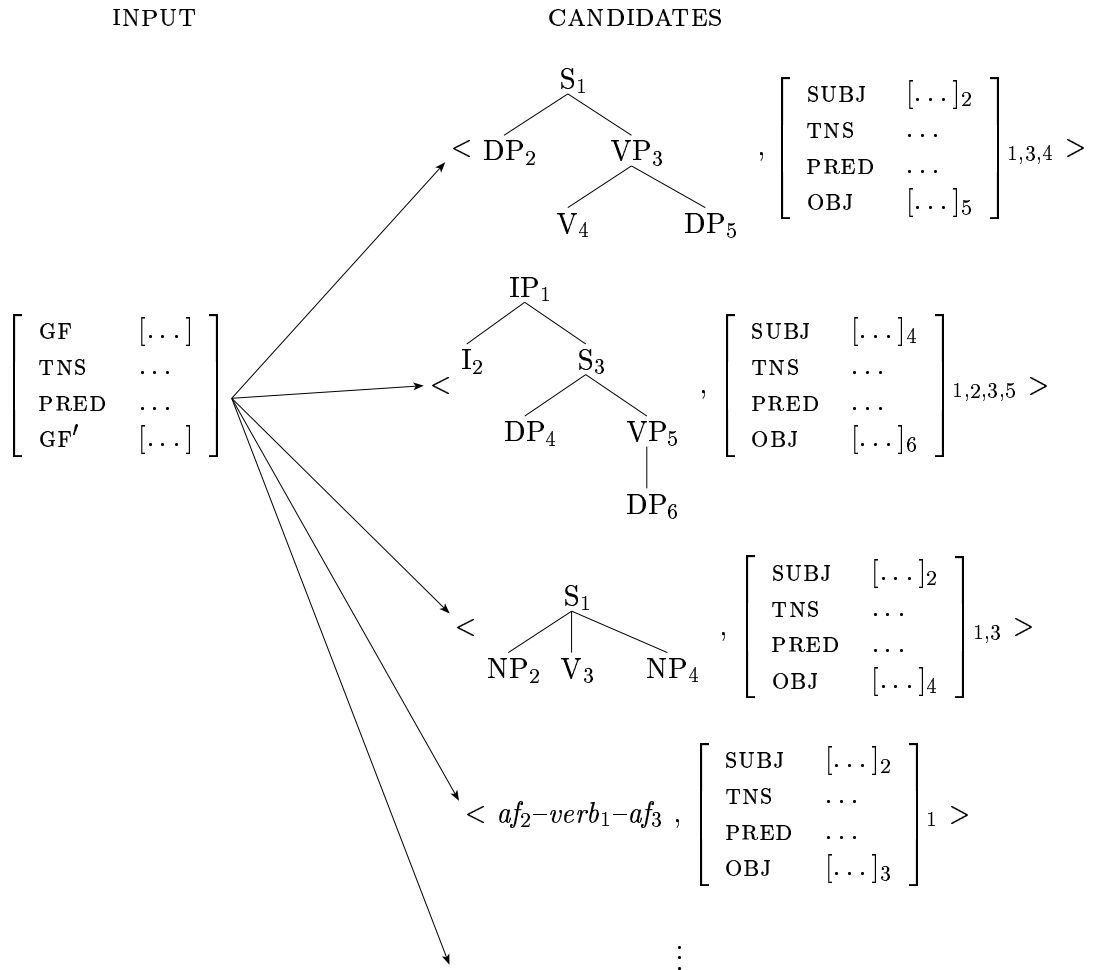 INPUT CANDIDATES
S₁
< DP₂ VP₃ , [ SUBJ [...]₂
TNS ...
PRED ...
OBJ [...]₅ ]₁,₃,₄ >
V₄ DP₅
IP₁
[ GF [...]
TNS ...
PRED ...
GF′ [...] ]
< I₂ S₃ , [ SUBJ [...]₄
TNS ...
PRED ...
OBJ [...]₆ ]₁,₂,₃,₅ >
DP₄ VP₅
DP₆
S₁
< NP₂ V₃ NP₄ , [ SUBJ [...]₂
TNS ...
PRED ...
OBJ [...]₄ ]₁,₃ >
< af₂–verb₁–af₃ , [ SUBJ [...]₂
TNS ...
PRED ...
OBJ [...]₃ ]₁ >
⋮